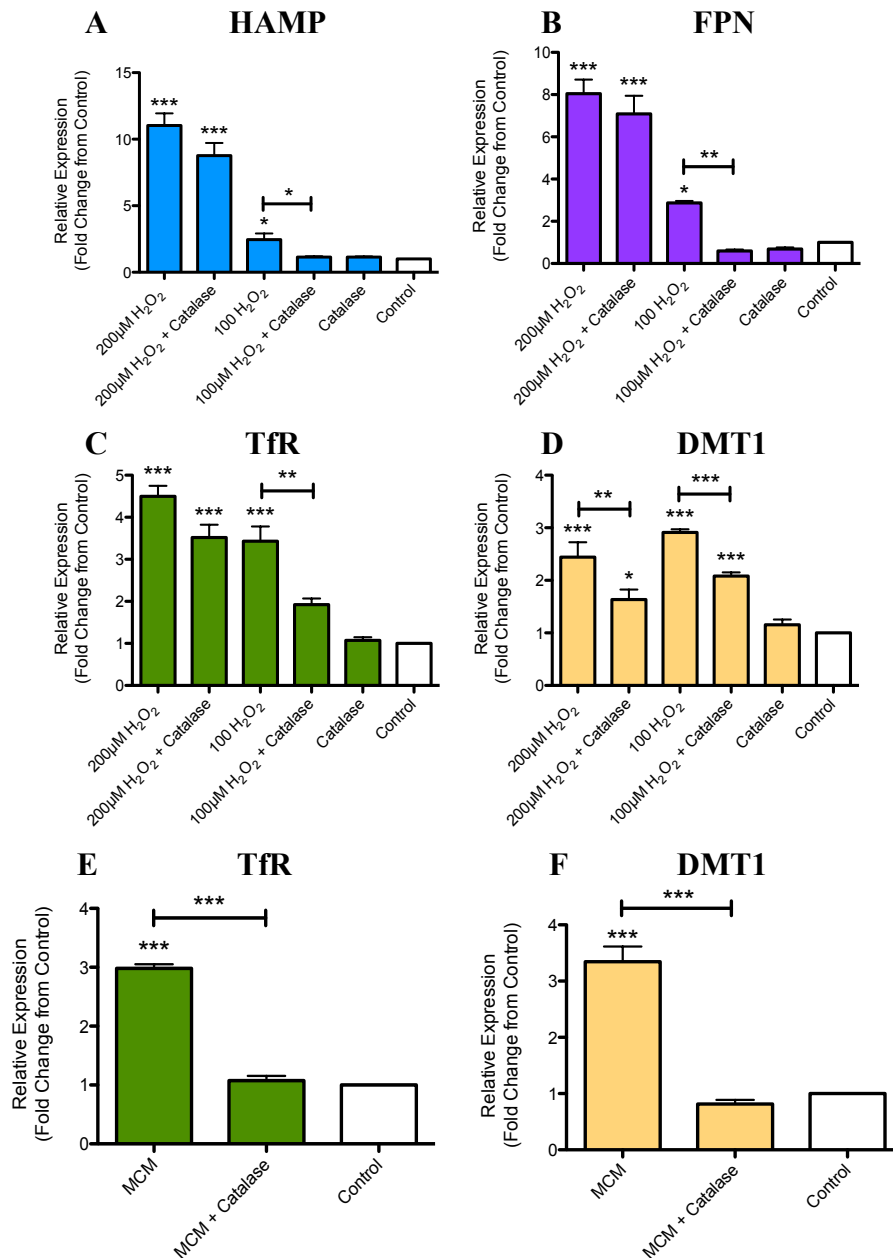 A HAMP
Relative Expression
(Fold Change from Control)
15
10
5
0
***
***
*
*
200µM H₂O₂
200µM H₂O₂ + Catalase
100 H₂O₂
100µM H₂O₂ + Catalase
Catalase
Control
B FPN
Relative Expression
(Fold Change from Control)
10
8
6
4
2
0
***
***
**
*
200µM H₂O₂
200µM H₂O₂ + Catalase
100 H₂O₂
100µM H₂O₂ + Catalase
Catalase
Control
C TfR
Relative Expression
(Fold Change from Control)
5
4
3
2
1
0
***
***
***
**
200µM H₂O₂
200µM H₂O₂ + Catalase
100 H₂O₂
100µM H₂O₂ + Catalase
Catalase
Control
D DMT1
Relative Expression
(Fold Change from Control)
4
3
2
1
0
**
***
***
*
***
***
200µM H₂O₂
200µM H₂O₂ + Catalase
100 H₂O₂
100µM H₂O₂ + Catalase
Catalase
Control
E TfR
Relative Expression
(Fold Change from Control)
4
3
2
1
0
***
***
MCM
MCM + Catalase
Control
F DMT1
Relative Expression
(Fold Change from Control)
4
3
2
1
0
***
***
MCM
MCM + Catalase
Control